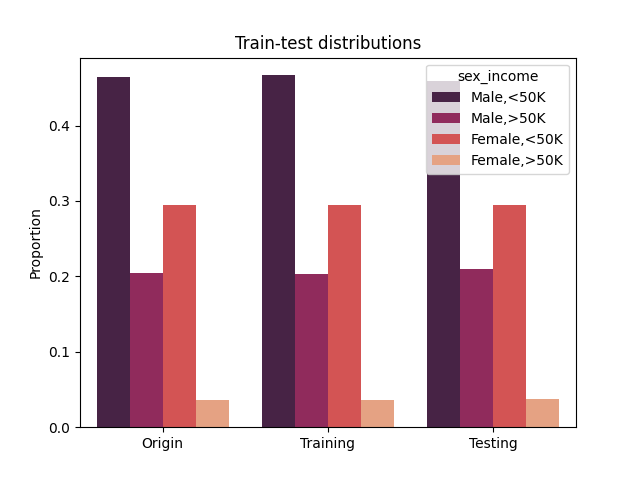 Train-test distributions
sex_income
Male,<50K
Male,>50K
Female,<50K
Female,>50K
Proportion
0.4
0.3
0.2
0.1
0.0
Origin Training Testing